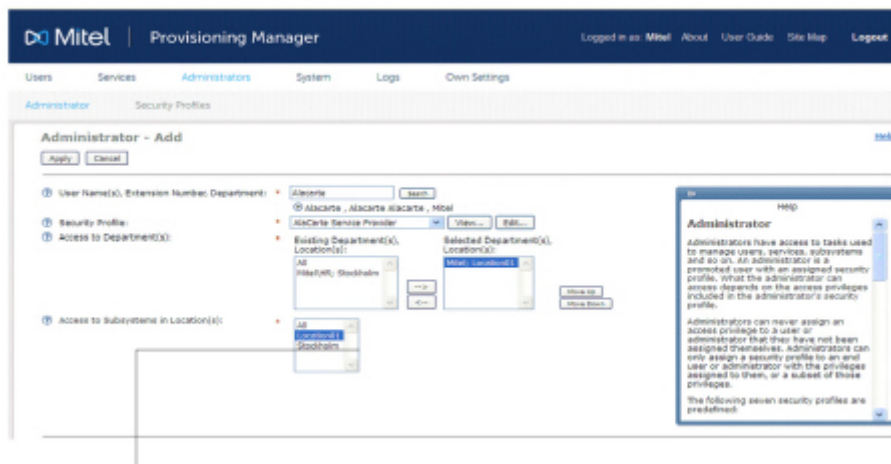 Mitel | Provisioning Manager
Logged in as: Mitel About User Guide Site Map Logout
Users Services Administrators System Logs Own Settings
Administrator Security Profiles
Administrator - Add
Help
Apply Cancel
User Name(s), Extension Number, Department: * Alacarte Search
Alacarte , Alacarte Alacarte , Mitel
Security Profile: * AlaCarte Service Provider View... Edit...
Access to Department(s): * Existing Department(s), Location(s): Selected Department(s), Location(s):
All
Mitel\HR; Stockholm
Mitel; Location01
--> 
<--
Move Up
Move Down
Access to Subsystems in Location(s): * All
Location01
Stockholm
Help
Administrator
Administrators have access to tasks used
to manage users, services, subsystems
and so on. An administrator is a
promoted user with an assigned security
profile. What the administrator can
access depends on the access privileges
included in the administrator's security
profile.
Administrators can never assign an
access privilege to a user or
administrator that they have not been
assigned themselves. Administrators can
only assign a security profile to an end
user or administrator with the privileges
assigned to them, or a subset of those
privileges.
The following seven security profiles are
predefined: